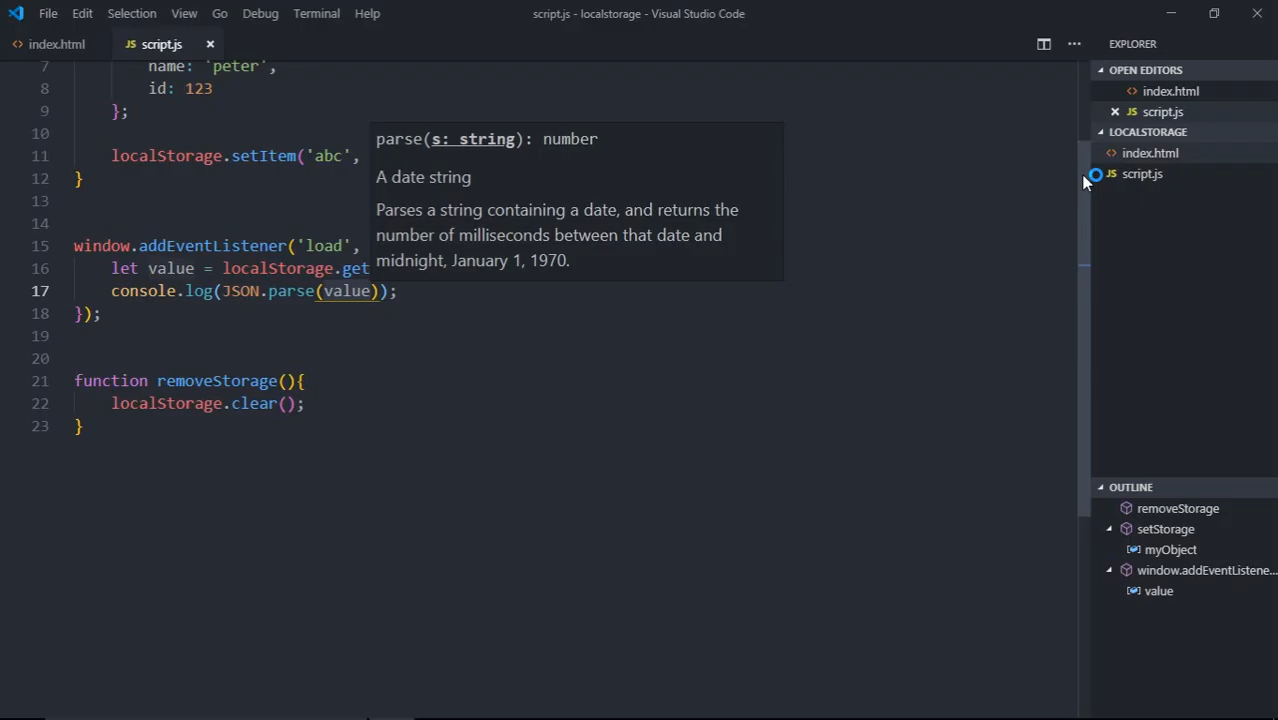 File Edit Selection View Go Debug Terminal Help
script.js - localstorage - Visual Studio Code
<> index.html
JS script.js ×
7 name: 'peter',
8 id: 123
9 };
10
11 localStorage.setItem('abc',
12 }
13
14
15 window.addEventListener('load',
16 let value = localStorage.get
17 console.log(JSON.parse(value));
18 });
19
20
21 function removeStorage(){
22 localStorage.clear();
23 }
parse(s: string): number
A date string
Parses a string containing a date, and returns the
number of milliseconds between that date and
midnight, January 1, 1970.
EXPLORER
OPEN EDITORS
<> index.html
× JS script.js
LOCALSTORAGE
<> index.html
JS script.js
OUTLINE
removeStorage
setStorage
myObject
window.addEventListene...
value